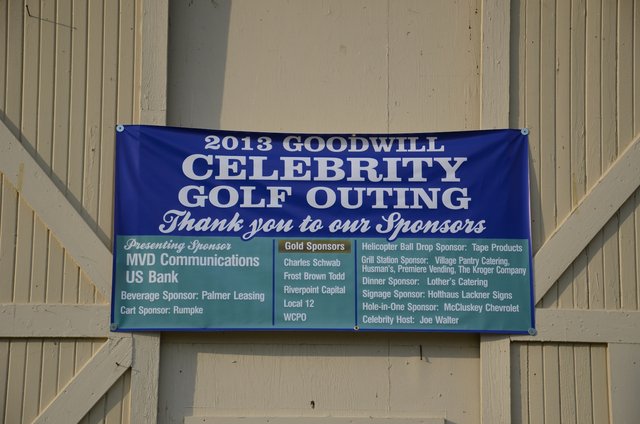 2013 GOODWILL
CELEBRITY
GOLF OUTING
Thank you to our Sponsors
Presenting Sponsor
MVD Communications
US Bank
Beverage Sponsor: Palmer Leasing
Cart Sponsor: Rumpke
Gold Sponsors
Charles Schwab
Frost Brown Todd
Riverpoint Capital
Local 12
WCPO
Helicopter Ball Drop Sponsor: Tape Products
Grill Station Sponsor: Village Pantry Catering,
Husman's, Premiere Vending, The Kroger Company
Dinner Sponsor: Lother's Catering
Signage Sponsor: Holthaus Lackner Signs
Hole-in-One Sponsor: McCluskey Chevrolet
Celebrity Host: Joe Walter